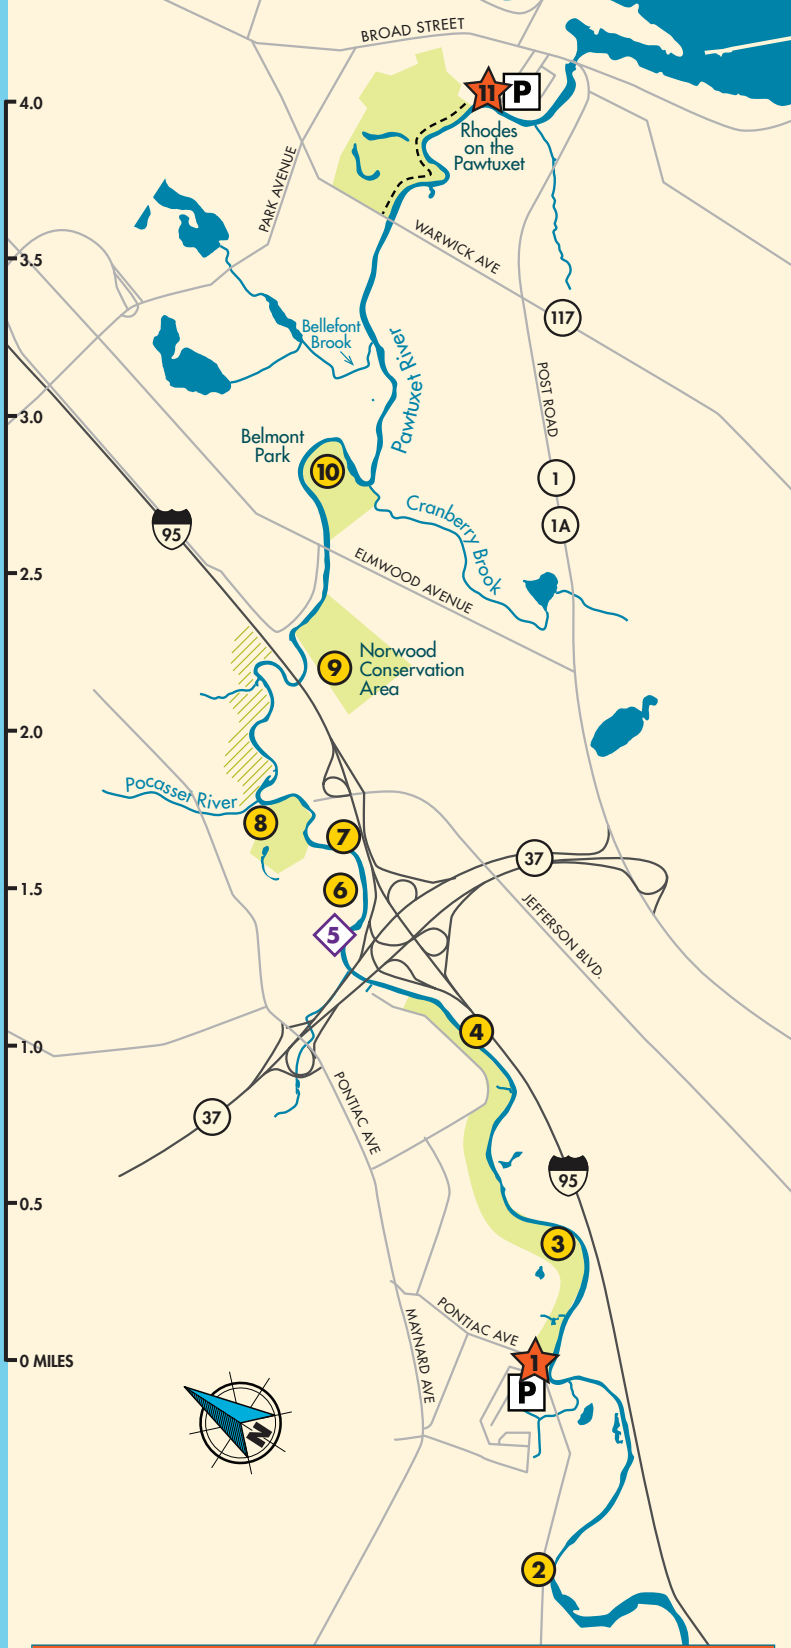 BROAD STREET
4.0
11
P
Rhodes
on the
Pawtuxet
PARK AVENUE
WARWICK AVE
3.5
117
Bellefont
Brook
Pawtuxet River
POST ROAD
3.0
Belmont
Park
10
1
Cranberry Brook
1A
95
ELMWOOD AVENUE
2.5
9
Norwood
Conservation
Area
2.0
Pocasset River
8
7
37
6
1.5
JEFFERSON BLVD.
5
4
1.0
PONTIAC AVE
37
95
0.5
3
PONTIAC AVE
MAYNARD AVE
0 MILES
1
P
N
2